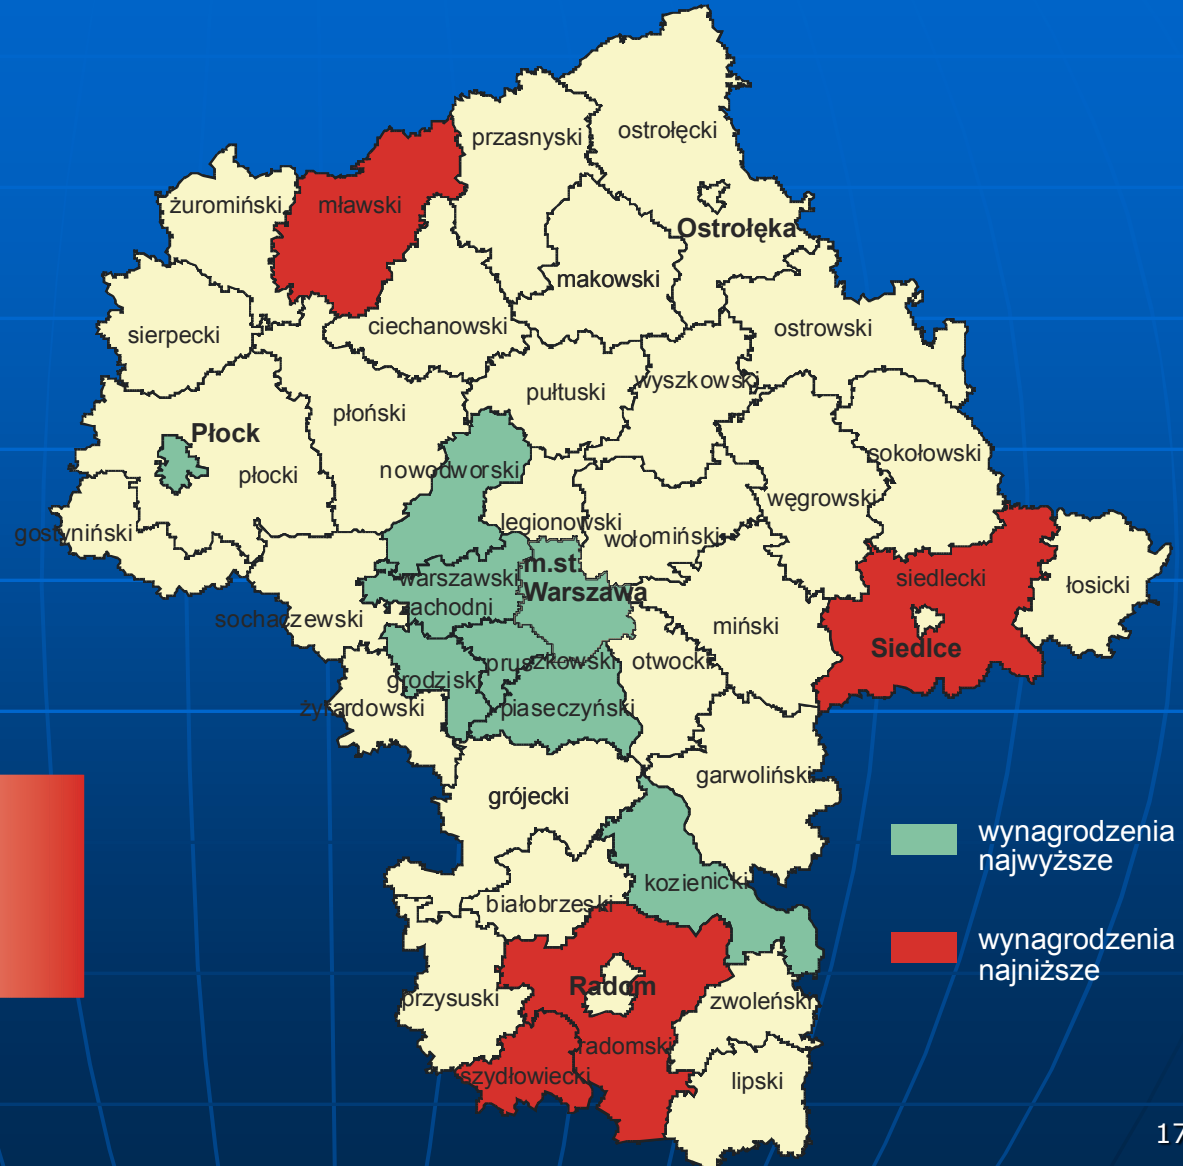 przasnyski
ostrołęcki
żuromiński
mławski
Ostrołęka
makowski
sierpecki
ciechanowski
ostrowski
pułtuski
wyszkowski
płoński
Płock
płocki
nowodworski
sokołowski
węgrowski
gostyniński
legionowski
wołomiński
m.st.
Warszawa
warszawski
zachodni
siedlecki
łosicki
sochaczewski
miński
Siedlce
pruszkowski
otwocki
grodziski
żyrardowski
piaseczyński
garwoliński
grójecki
kozienicki
białobrzeski
Radom
przysuski
zwoleński
radomski
szydłowiecki
lipski
wynagrodzenia
najwyższe
wynagrodzenia
najniższe
17